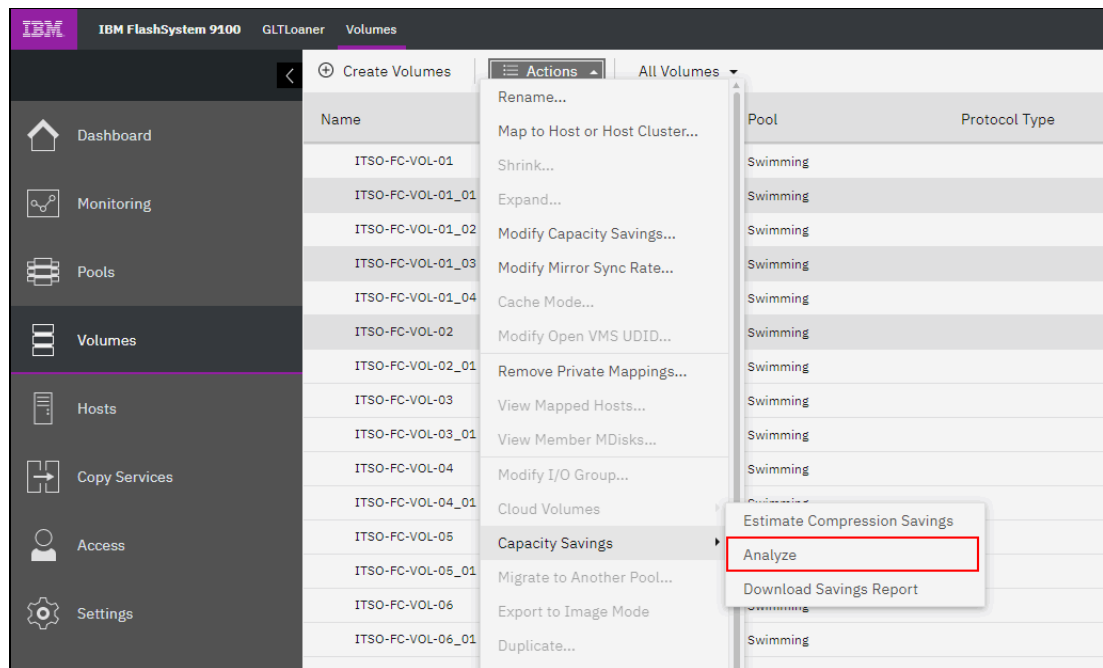 IBM IBM FlashSystem 9100 GLTLoaner Volumes
Create Volumes Actions All Volumes
Dashboard
Monitoring
Pools
Volumes
Hosts
Copy Services
Access
Settings
Name Pool Protocol Type
ITSO-FC-VOL-01 Swimming
ITSO-FC-VOL-01_01 Swimming
ITSO-FC-VOL-01_02 Swimming
ITSO-FC-VOL-01_03 Swimming
ITSO-FC-VOL-01_04 Swimming
ITSO-FC-VOL-02 Swimming
ITSO-FC-VOL-02_01 Swimming
ITSO-FC-VOL-03 Swimming
ITSO-FC-VOL-03_01 Swimming
ITSO-FC-VOL-04 Swimming
ITSO-FC-VOL-04_01
ITSO-FC-VOL-05
ITSO-FC-VOL-05_01
ITSO-FC-VOL-06 Swimming
ITSO-FC-VOL-06_01 Swimming
Rename...
Map to Host or Host Cluster...
Shrink...
Expand...
Modify Capacity Savings...
Modify Mirror Sync Rate...
Cache Mode...
Modify Open VMS UDID...
Remove Private Mappings...
View Mapped Hosts...
View Member MDisks...
Modify I/O Group...
Cloud Volumes
Capacity Savings
Migrate to Another Pool...
Export to Image Mode
Duplicate...
Estimate Compression Savings
Analyze
Download Savings Report